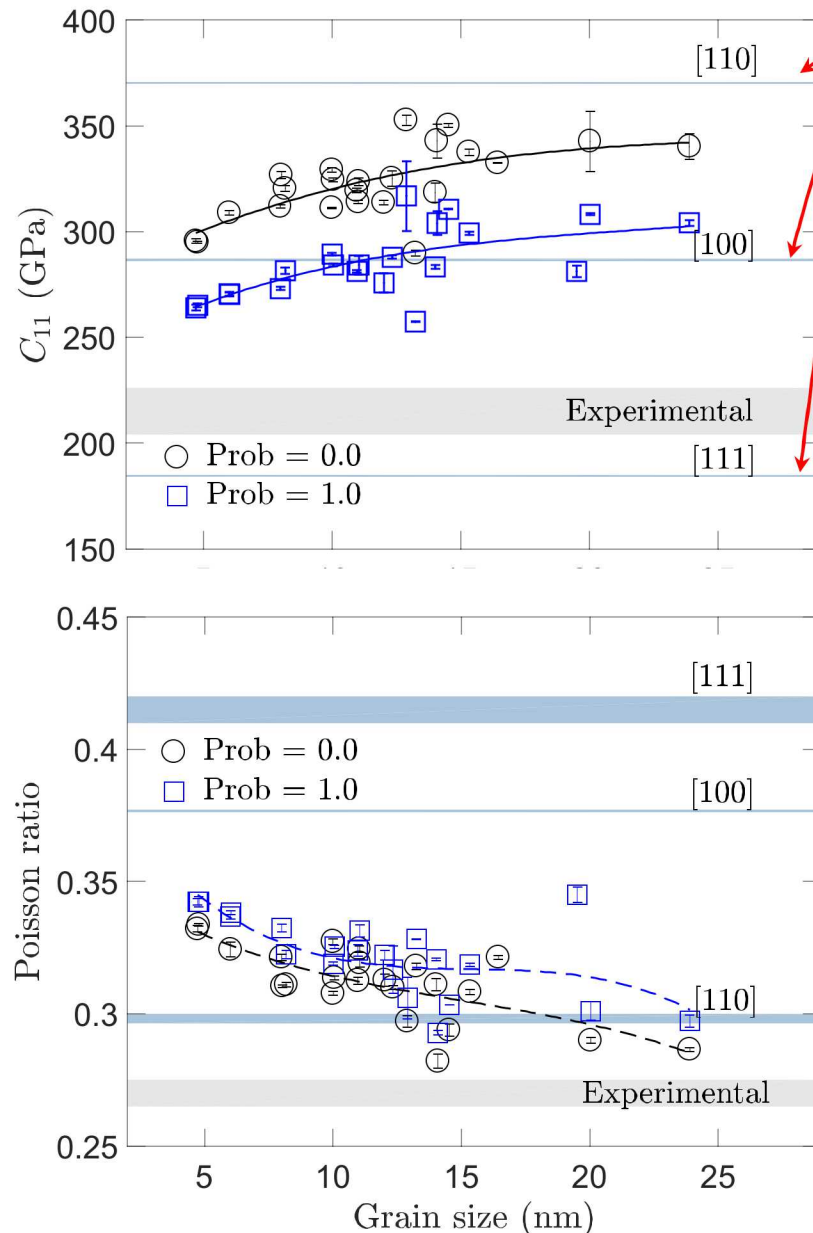 400
[110]
350
300
[100]
C₁₁ (GPa)
250
Experimental
200
Prob = 0.0
[111]
Prob = 1.0
150
0.45
[111]
0.4
Prob = 0.0
Prob = 1.0
[100]
0.35
Poisson ratio
0.3
[110]
Experimental
0.25
5 10 15 20 25
Grain size (nm)